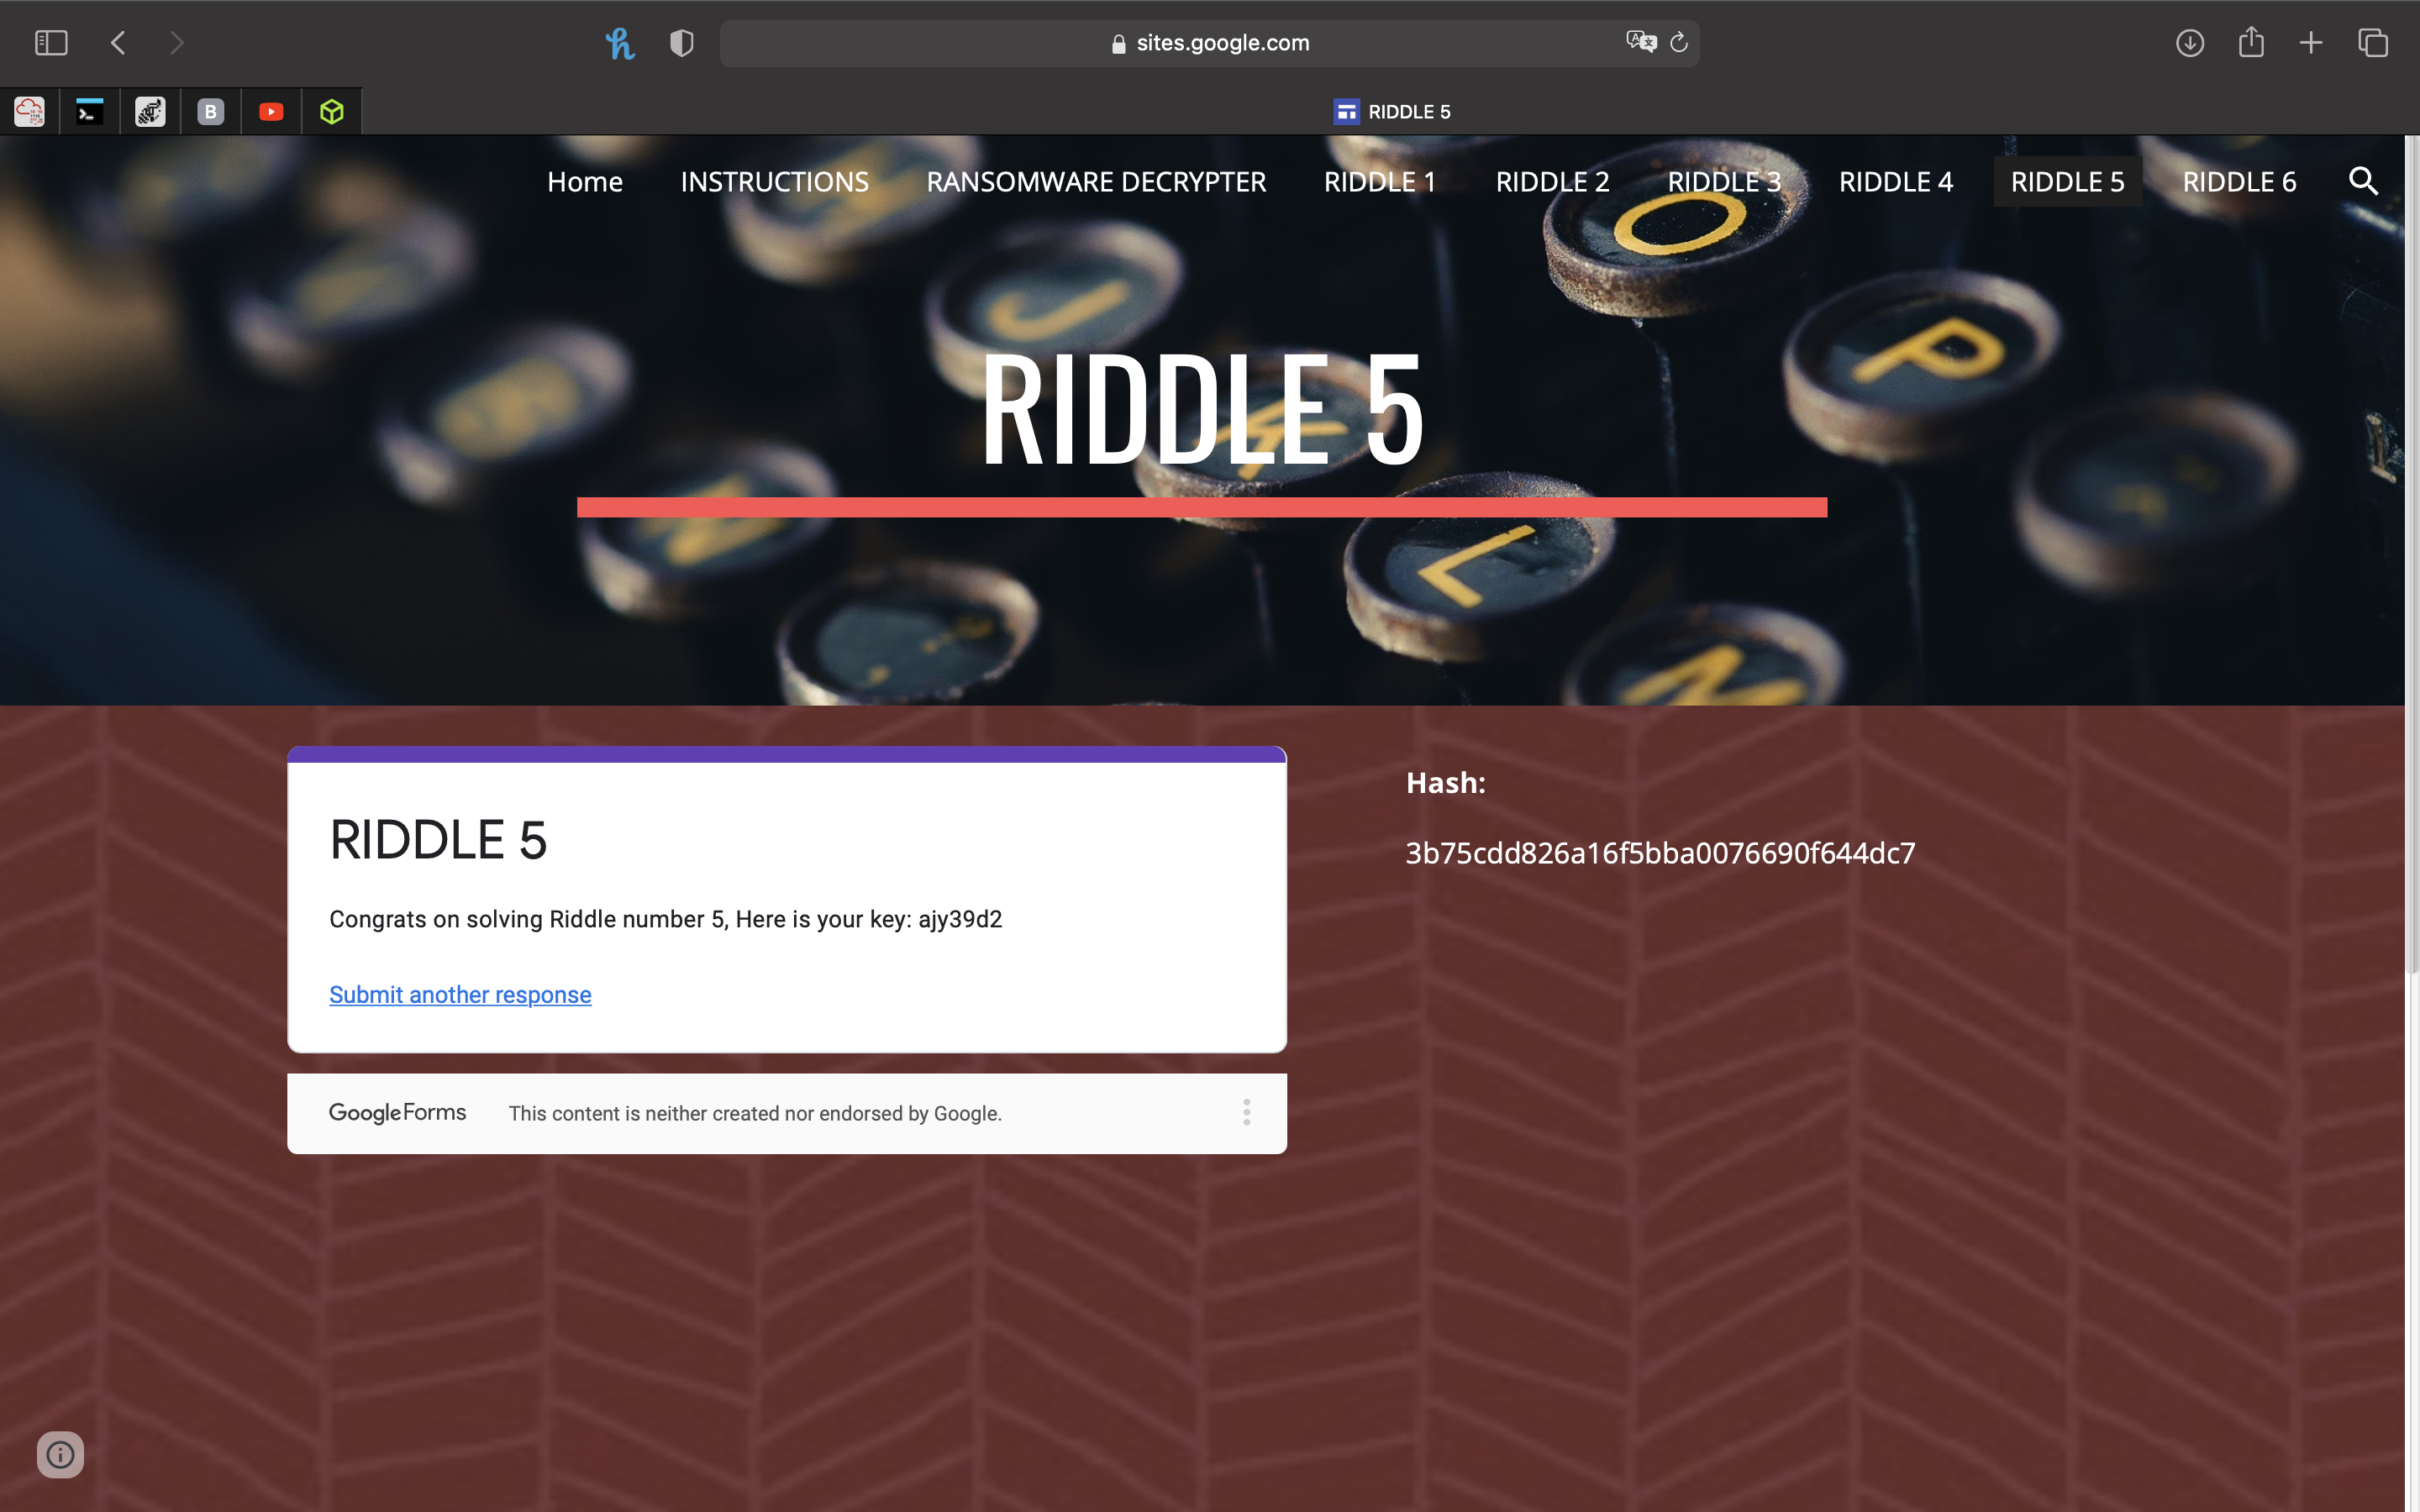 sites.google.com
B
RIDDLE 5
Home INSTRUCTIONS RANSOMWARE DECRYPTER RIDDLE 1 RIDDLE 2 RIDDLE 3 RIDDLE 4 RIDDLE 5 RIDDLE 6
O
J
P
RIDDLE 5
K
L
M
RIDDLE 5
Congrats on solving Riddle number 5, Here is your key: ajy39d2
Submit another response
Google Forms This content is neither created nor endorsed by Google.
Hash:
3b75cdd826a16f5bba0076690f644dc7